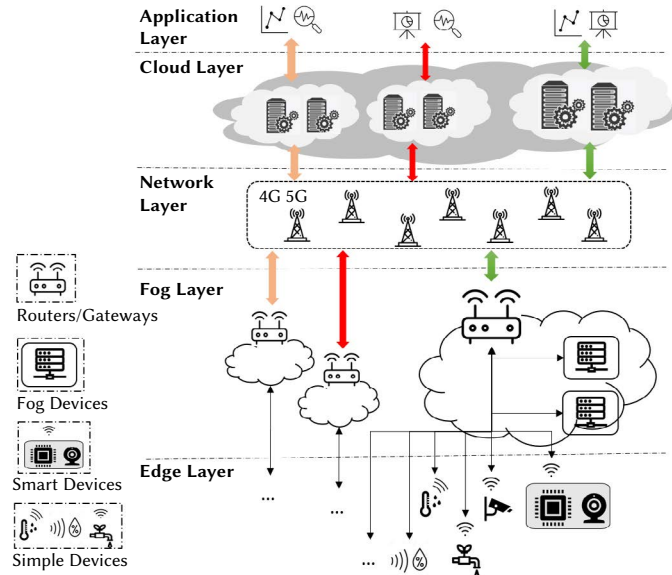 Application
Layer
Cloud Layer
Network
Layer
4G 5G
Fog Layer
Routers/Gateways
Fog Devices
Edge Layer
Smart Devices
...
...
...
%
%
Simple Devices